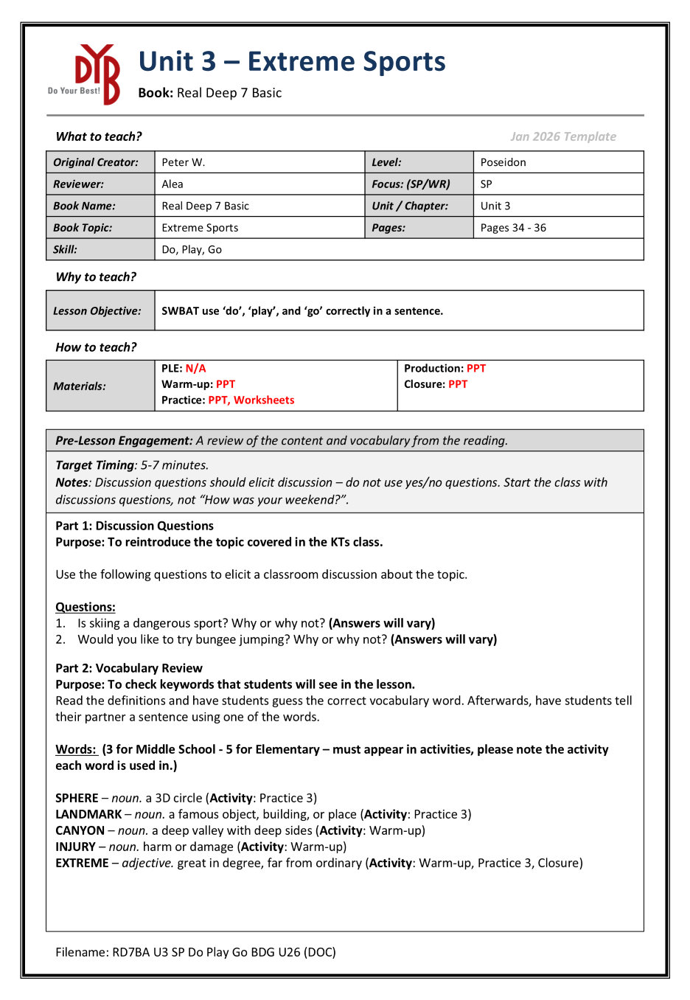 DYB
Do Your Best!
Unit 3 – Extreme Sports
Book: Real Deep 7 Basic
What to teach?
Jan 2026 Template
Original Creator: Peter W. Level: Poseidon
Reviewer: Alea Focus: (SP/WR) SP
Book Name: Real Deep 7 Basic Unit / Chapter: Unit 3
Book Topic: Extreme Sports Pages: Pages 34 - 36
Skill: Do, Play, Go
Why to teach?
Lesson Objective: SWBAT use ‘do’, ‘play’, and ‘go’ correctly in a sentence.
How to teach?
Materials:
PLE: N/A
Warm-up: PPT
Practice: PPT, Worksheets
Production: PPT
Closure: PPT
Pre-Lesson Engagement: A review of the content and vocabulary from the reading.
Target Timing: 5-7 minutes.
Notes: Discussion questions should elicit discussion – do not use yes/no questions. Start the class with
discussions questions, not “How was your weekend?”.
Part 1: Discussion Questions
Purpose: To reintroduce the topic covered in the KTs class.
Use the following questions to elicit a classroom discussion about the topic.
Questions:
1. Is skiing a dangerous sport? Why or why not? (Answers will vary)
2. Would you like to try bungee jumping? Why or why not? (Answers will vary)
Part 2: Vocabulary Review
Purpose: To check keywords that students will see in the lesson.
Read the definitions and have students guess the correct vocabulary word. Afterwards, have students tell
their partner a sentence using one of the words.
Words: (3 for Middle School - 5 for Elementary – must appear in activities, please note the activity
each word is used in.)
SPHERE – noun. a 3D circle (Activity: Practice 3)
LANDMARK – noun. a famous object, building, or place (Activity: Practice 3)
CANYON – noun. a deep valley with deep sides (Activity: Warm-up)
INJURY – noun. harm or damage (Activity: Warm-up)
EXTREME – adjective. great in degree, far from ordinary (Activity: Warm-up, Practice 3, Closure)
Filename: RD7BA U3 SP Do Play Go BDG U26 (DOC)